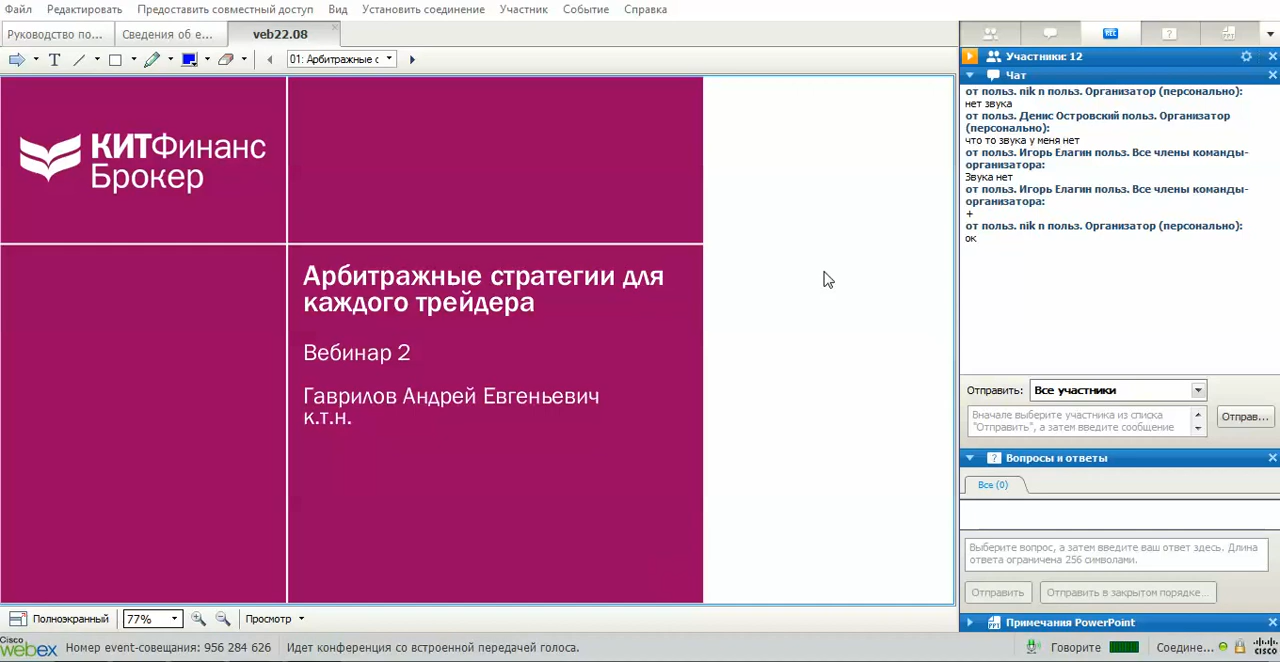 Файл Редактировать Предоставить совместный доступ Вид Установить соединение Участник Событие Справка
Руководство по... Сведения об е... veb22.08
T 01: Арбитражные с
КИТФинанс
Брокер
Арбитражные стратегии для
каждого трейдера
Вебинар 2
Гаврилов Андрей Евгеньевич
к.т.н.
Участники: 12
Чат
от польз. nik n польз. Организатор (персонально):
нет звука
от польз. Денис Островский польз. Организатор
(персонально):
что то звука у меня нет
от польз. Игорь Елагин польз. Все члены команды-
организатора:
Звука нет
от польз. Игорь Елагин польз. Все члены команды-
организатора:
+
от польз. nik n польз. Организатор (персонально):
ок
Отправить: Все участники
Вначале выберите участника из списка
"Отправить", а затем введите сообщение
Отправ...
Вопросы и ответы
Все (0)
Выберите вопрос, а затем введите ваш ответ здесь. Длина
ответа ограничена 256 символами.
Отправить Отправить в закрытом порядке...
Примечания PowerPoint
Полноэкранный 77% Просмотр
Cisco
webex Номер event-совещания: 956 284 626 Идет конференция со встроенной передачей голоса. Говорите Соедине... CISCO